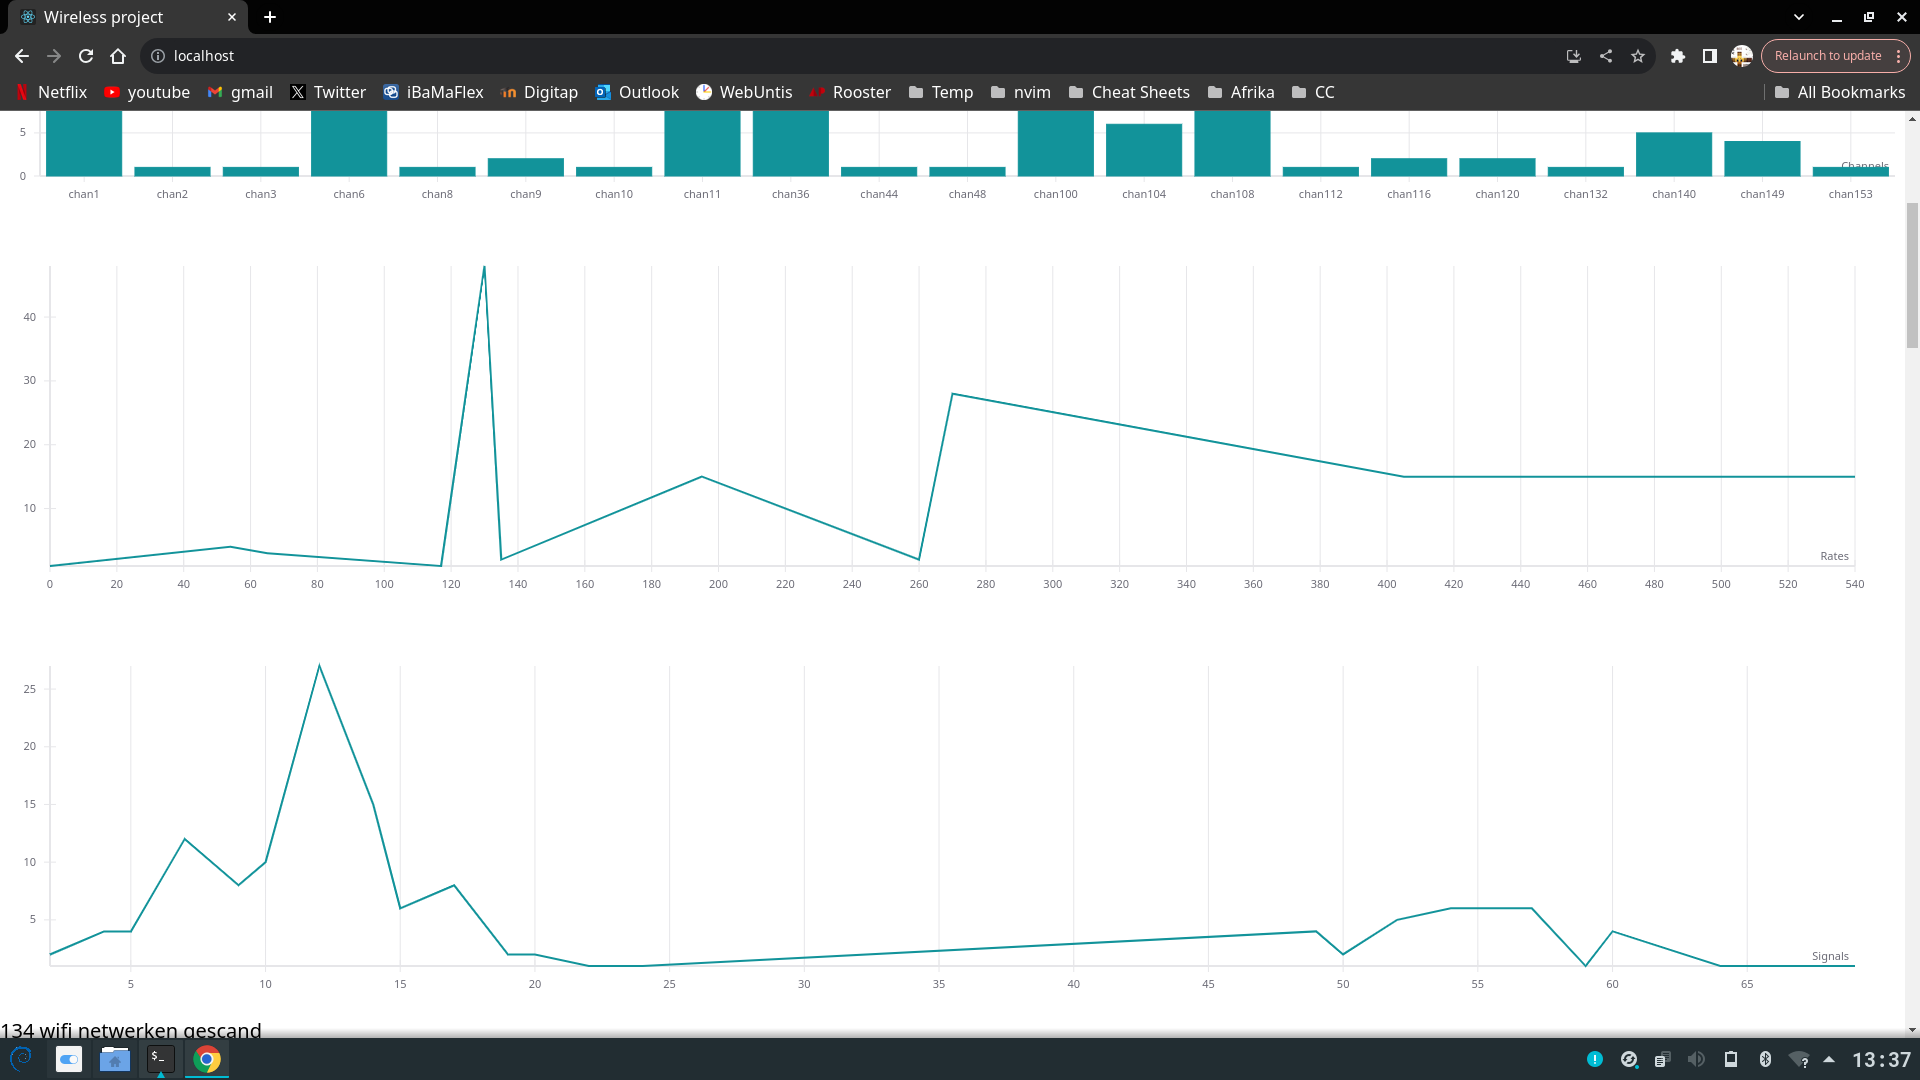 Wireless project
localhost
Relaunch to update
Netflix youtube gmail Twitter iBaMaFlex Digitap Outlook WebUntis Rooster Temp nvim Cheat Sheets Afrika CC All Bookmarks
5
Channels
0
chan1 chan2 chan3 chan6 chan8 chan9 chan10 chan11 chan36 chan44 chan48 chan100 chan104 chan108 chan112 chan116 chan120 chan132 chan140 chan149 chan153
40
30
20
10
Rates
0 20 40 60 80 100 120 140 160 180 200 220 240 260 280 300 320 340 360 380 400 420 440 460 480 500 520 540
25
20
15
10
5
Signals
5 10 15 20 25 30 35 40 45 50 55 60 65
134 wifi netwerken gescand
$_
13:37